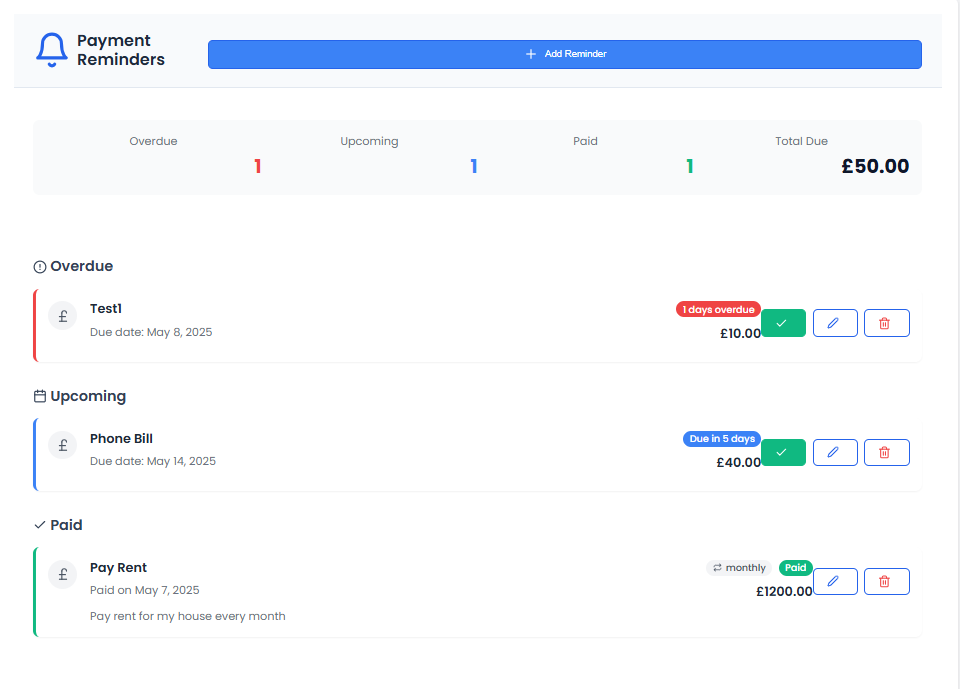 Payment
Reminders
Add Reminder
Overdue Upcoming Paid Total Due
1 1 1 £50.00
Overdue
£ Test1 1 days overdue
Due date: May 8, 2025 £10.00
Upcoming
£ Phone Bill Due in 5 days
Due date: May 14, 2025 £40.00
Paid
£ Pay Rent monthly Paid
Paid on May 7, 2025 £1200.00
Pay rent for my house every month